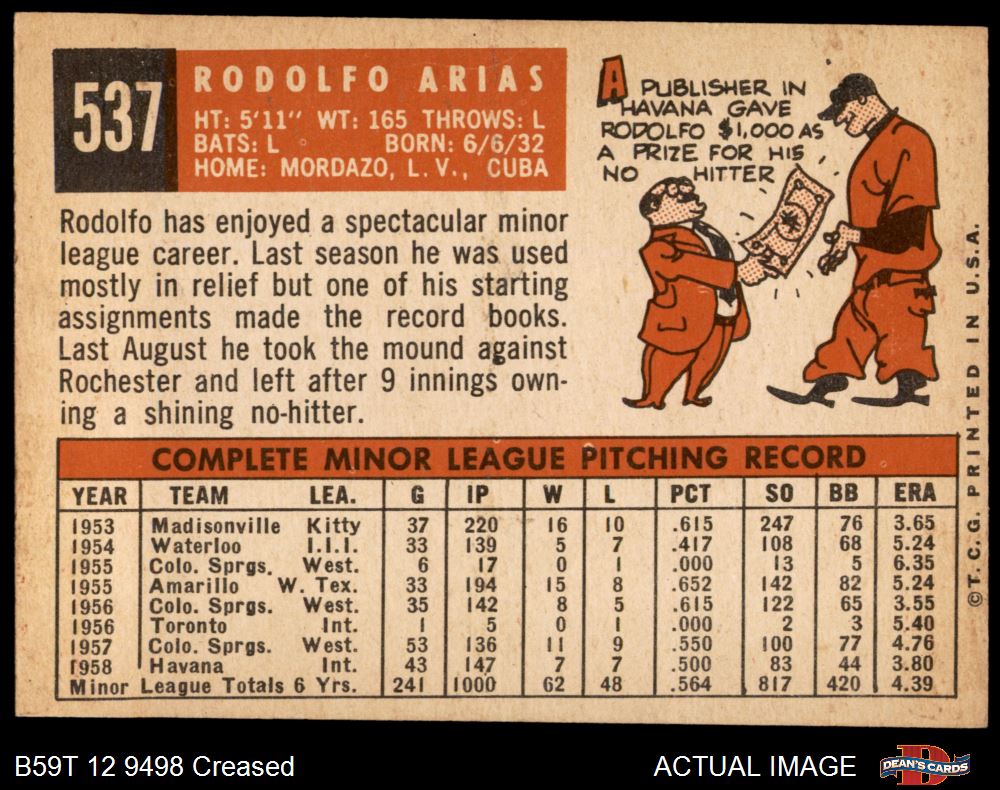 537
RODOLFO ARIAS
HT: 5'11" WT: 165 THROWS: L
BATS: L BORN: 6/6/32
HOME: MORDAZO, L. V., CUBA
A PUBLISHER IN
HAVANA GAVE
RODOLFO $1,000 AS
A PRIZE FOR HIS
NO HITTER
Rodolfo has enjoyed a spectacular minor
league career. Last season he was used
mostly in relief but one of his starting
assignments made the record books.
Last August he took the mound against
Rochester and left after 9 innings own-
ing a shining no-hitter.
COMPLETE MINOR LEAGUE PITCHING RECORD
YEAR TEAM LEA. G IP W L PCT SO BB ERA
1953 Madisonville Kitty 37 220 16 10 .615 247 76 3.65
1954 Waterloo I.I.I. 33 139 5 7 .417 108 68 5.24
1955 Colo. Sprgs. West. 6 17 0 1 .000 13 5 6.35
1955 Amarillo W. Tex. 33 194 15 8 .652 142 82 5.24
1956 Colo. Sprgs. West. 35 142 8 5 .615 122 65 3.55
1956 Toronto Int. 1 5 0 1 .000 2 3 5.40
1957 Colo. Sprgs. West. 53 136 11 9 .550 100 77 4.76
1958 Havana Int. 43 147 7 7 .500 83 44 3.80
Minor League Totals 6 Yrs. 241 1000 62 48 .564 817 420 4.39
©T. C. G. PRINTED IN U.S.A.
B59T 12 9498 Creased
ACTUAL IMAGE
DEAN'S CARDS